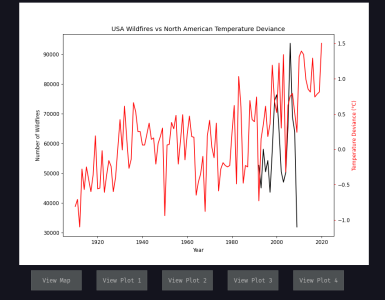 USA Wildfires vs North American Temperature Deviance
90000
80000
70000
60000
50000
40000
30000
Number of Wildfires
1.5
1.0
0.5
0.0
−0.5
−1.0
Temperature Deviance (°C)
1920 1940 1960 1980 2000 2020
Year
View Map View Plot 1 View Plot 2 View Plot 3 View Plot 4